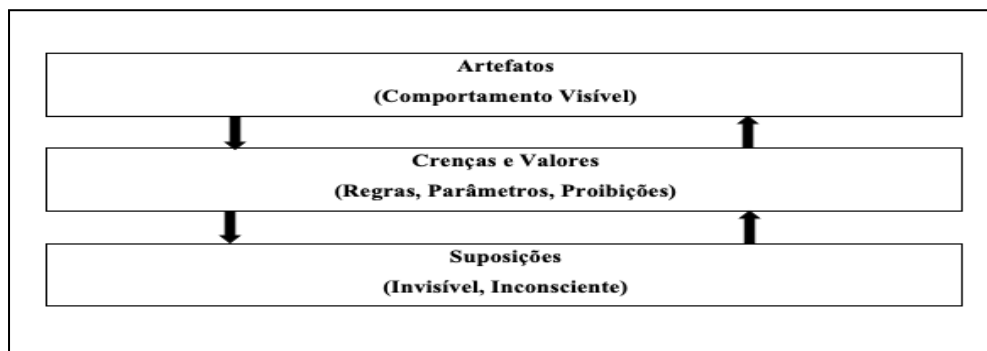 Artefatos
(Comportamento Visível)
Crenças e Valores
(Regras, Parâmetros, Proibições)
Suposições
(Invisível, Inconsciente)